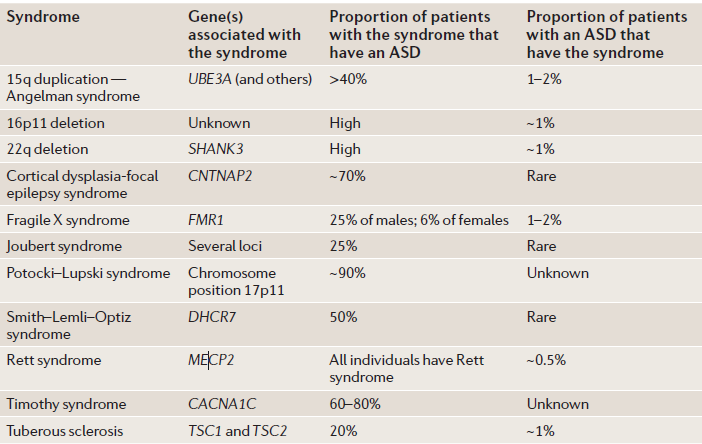 Syndrome Gene(s) associated with the syndrome Proportion of patients with the syndrome that have an ASD Proportion of patients with an ASD that have the syndrome
15q duplication — Angelman syndrome UBE3A (and others) >40% 1–2%
16p11 deletion Unknown High ~1%
22q deletion SHANK3 High ~1%
Cortical dysplasia-focal epilepsy syndrome CNTNAP2 ~70% Rare
Fragile X syndrome FMR1 25% of males; 6% of females 1–2%
Joubert syndrome Several loci 25% Rare
Potocki–Lupski syndrome Chromosome position 17p11 ~90% Unknown
Smith–Lemli–Optiz syndrome DHCR7 50% Rare
Rett syndrome MECP2 All individuals have Rett syndrome ~0.5%
Timothy syndrome CACNA1C 60–80% Unknown
Tuberous sclerosis TSC1 and TSC2 20% ~1%